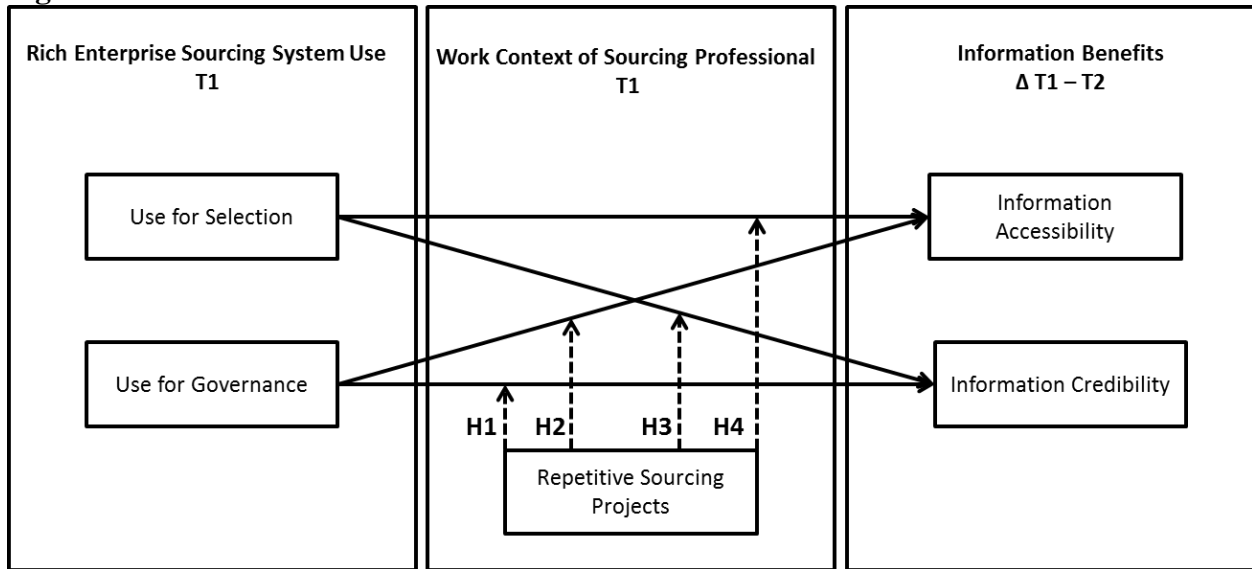 Rich Enterprise Sourcing System Use
T1
Work Context of Sourcing Professional
T1
Information Benefits
Δ T1 – T2
Use for Selection
Information
Accessibility
Use for Governance
Information Credibility
H1
H2
H3
H4
Repetitive Sourcing
Projects